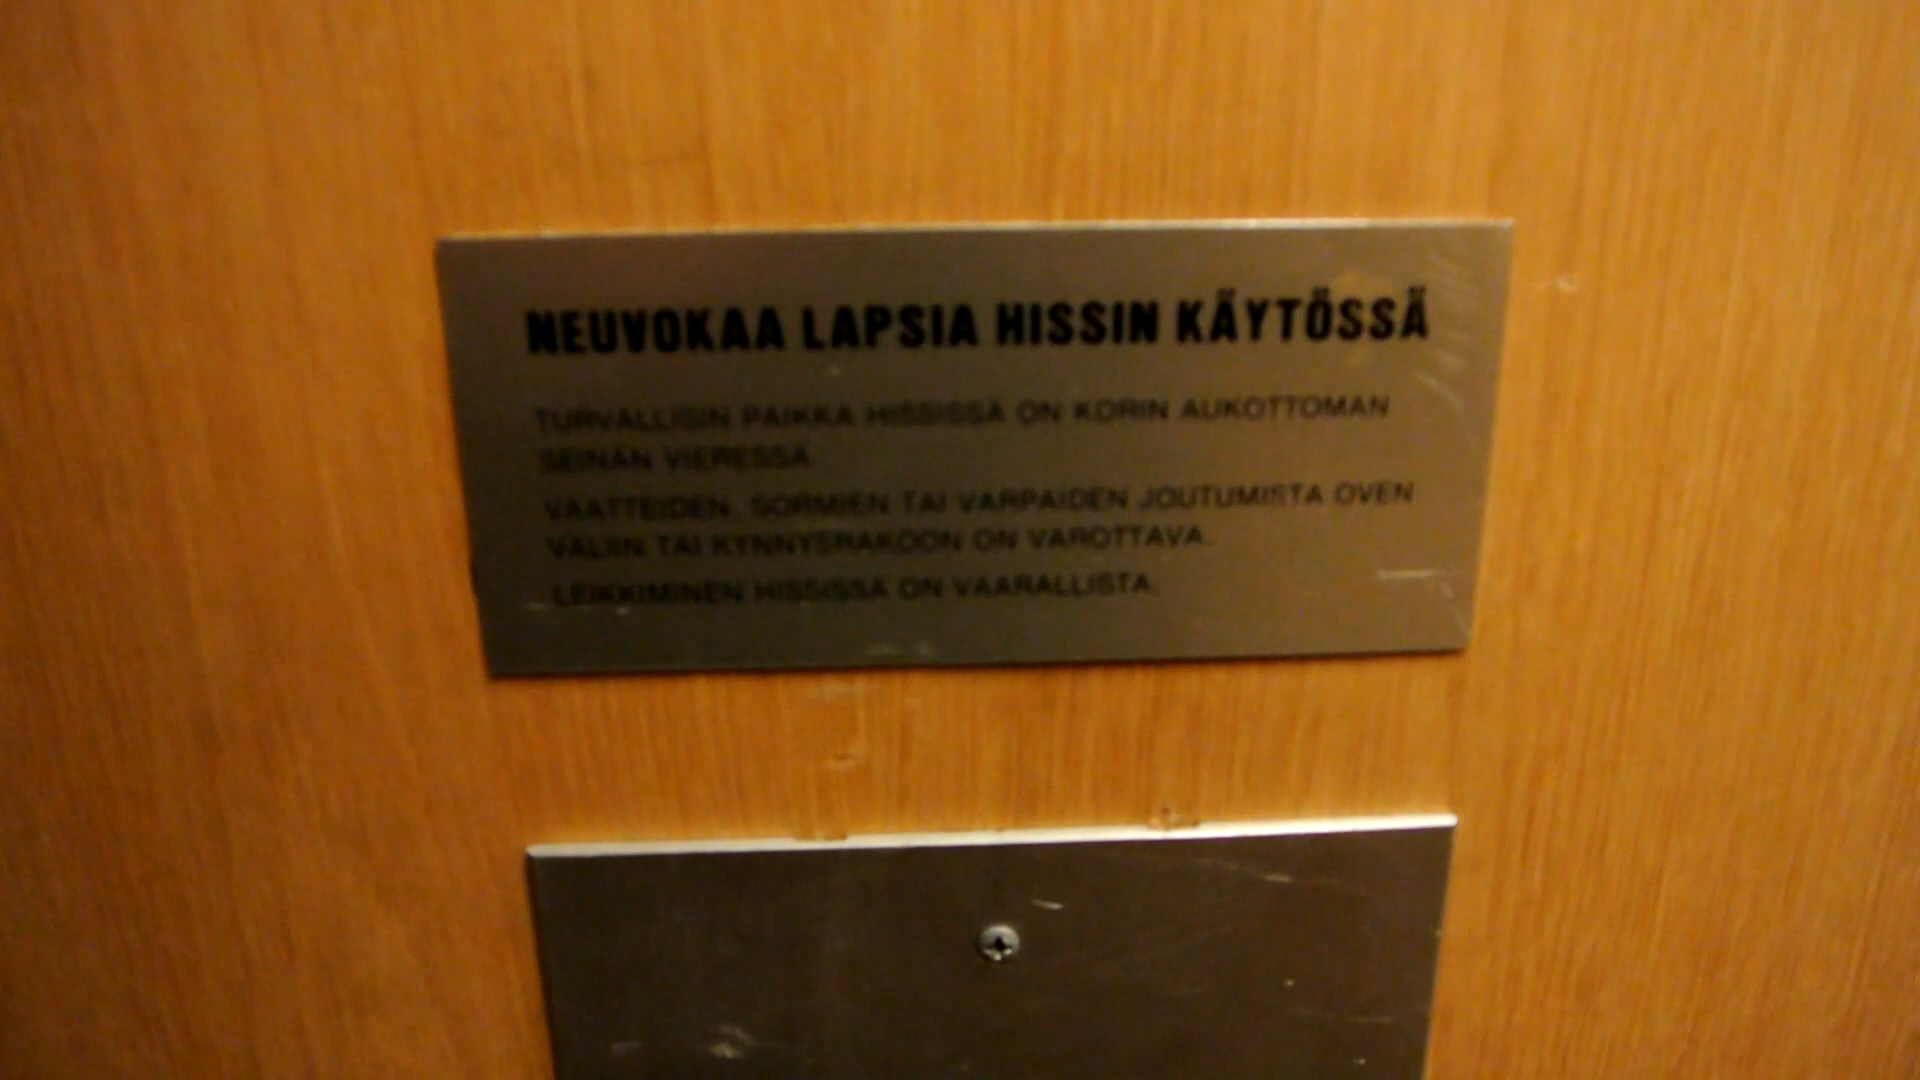 NEUVOKAA LAPSIA HISSIN KÄYTÖSSÄ
TURVALLISIN PAIKKA HISSISSÄ ON KORIN AUKOTTOMAN
SEINÄN VIERESSÄ
VAATTEIDEN, SORMIEN TAI VARPAIDEN JOUTUMISTA OVEN
VÄLIIN TAI KYNNYSRAKOON ON VAROTTAVA.
LEIKKIMINEN HISSISSÄ ON VAARALLISTA.